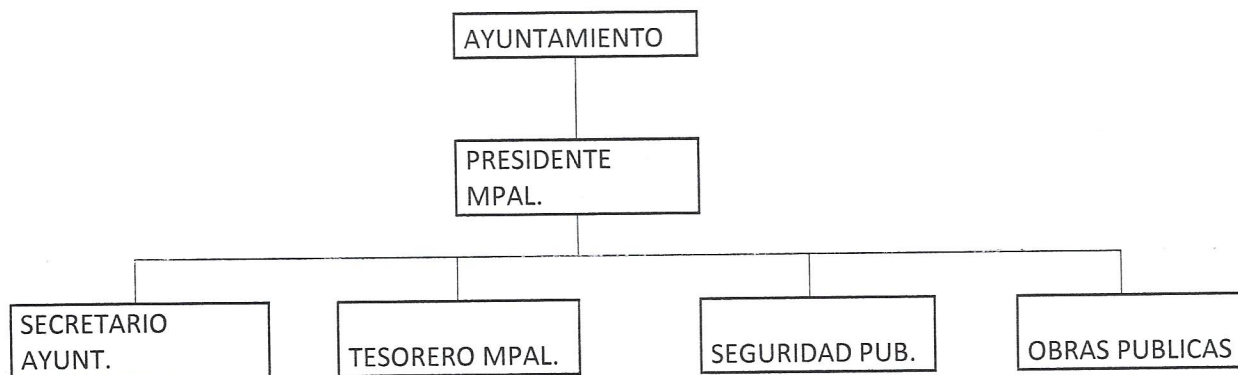 AYUNTAMIENTO
PRESIDENTE
MPAL.
SECRETARIO
AYUNT.
TESORERO MPAL.
SEGURIDAD PUB.
OBRAS PUBLICAS